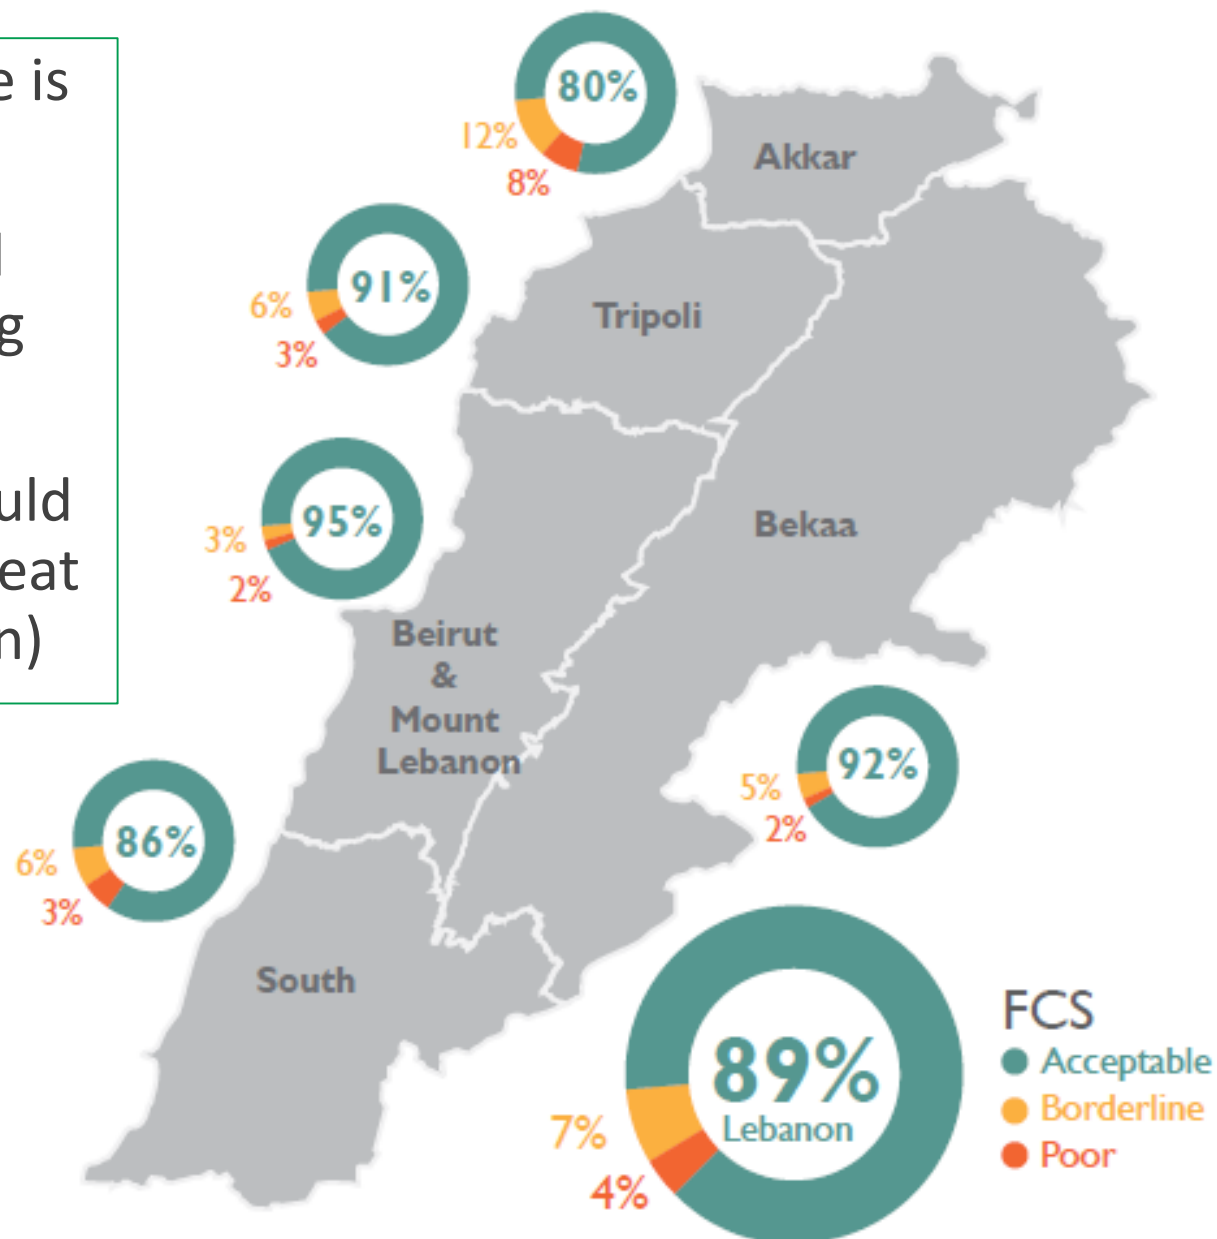 e is
g
uld
eat
n)
80%
12%
8%
Akkar
91%
6%
3%
Tripoli
95%
3%
2%
Bekaa
Beirut
&
Mount
Lebanon
92%
5%
2%
86%
6%
3%
South
89%
Lebanon
7%
4%
FCS
Acceptable
Borderline
Poor